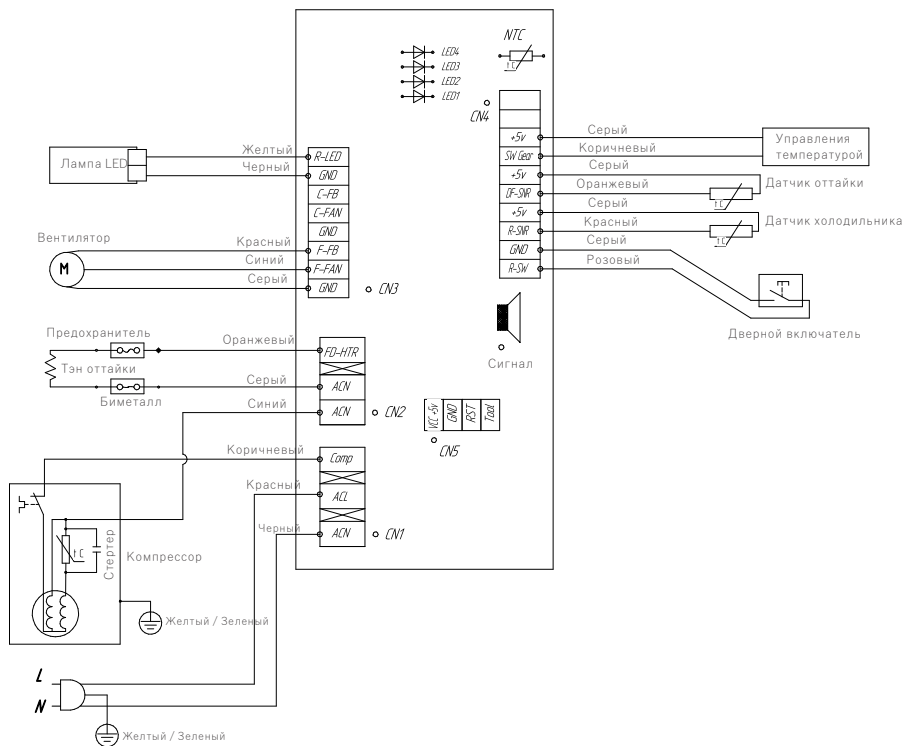 NTC
t C
LED4
LED3
LED2
LED1
CN4
+5v
SW Gear
+5v
DF-SNR
+5v
R-SNR
GND
R-SW
Серый
Коричневый
Серый
Оранжевый
Серый
Красный
Серый
Розовый
Управления
температурой
Датчик оттайки
t C
Датчик холодильника
t C
Дверной включатель
Лампа LED
Желтый
Черный
R-LED
GND
C-FB
C-FAN
GND
F-FB
F-FAN
GND
CN3
Вентилятор
M
Красный
Синий
Серый
Сигнал
Предохранитель
Тэн оттайки
Биметалл
Оранжевый
Серый
Синий
FD-HTR
ACN
ACN
CN2
VCC +5v
GND
RST
Tool
CN5
Коричневый
Красный
Черный
Comp
ACL
ACN
CN1
t C
Стертер
Компрессор
Желтый / Зеленый
L
N
Желтый / Зеленый